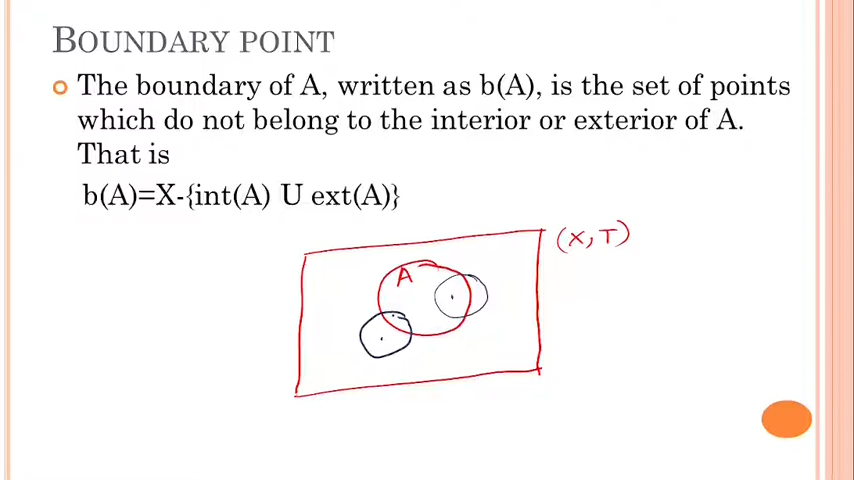 BOUNDARY POINT
The boundary of A, written as b(A), is the set of points
which do not belong to the interior or exterior of A.
That is
b(A)=X-{int(A) U ext(A)}
(X,T)
A